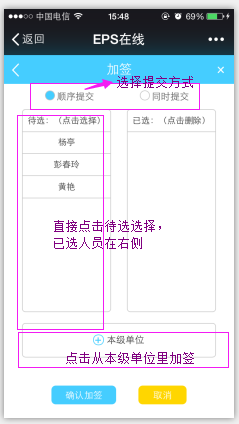 中国电信 15:48 69%
返回 EPS在线
加签
选择提交方式
顺序提交 同时提交
待选：（点击选择） 已选：（点击删除）
杨亭
彭春玲
黄艳
直接点击待选选择，
已选人员在右侧
本级单位
点击从本级单位里加签
确认加签 取消